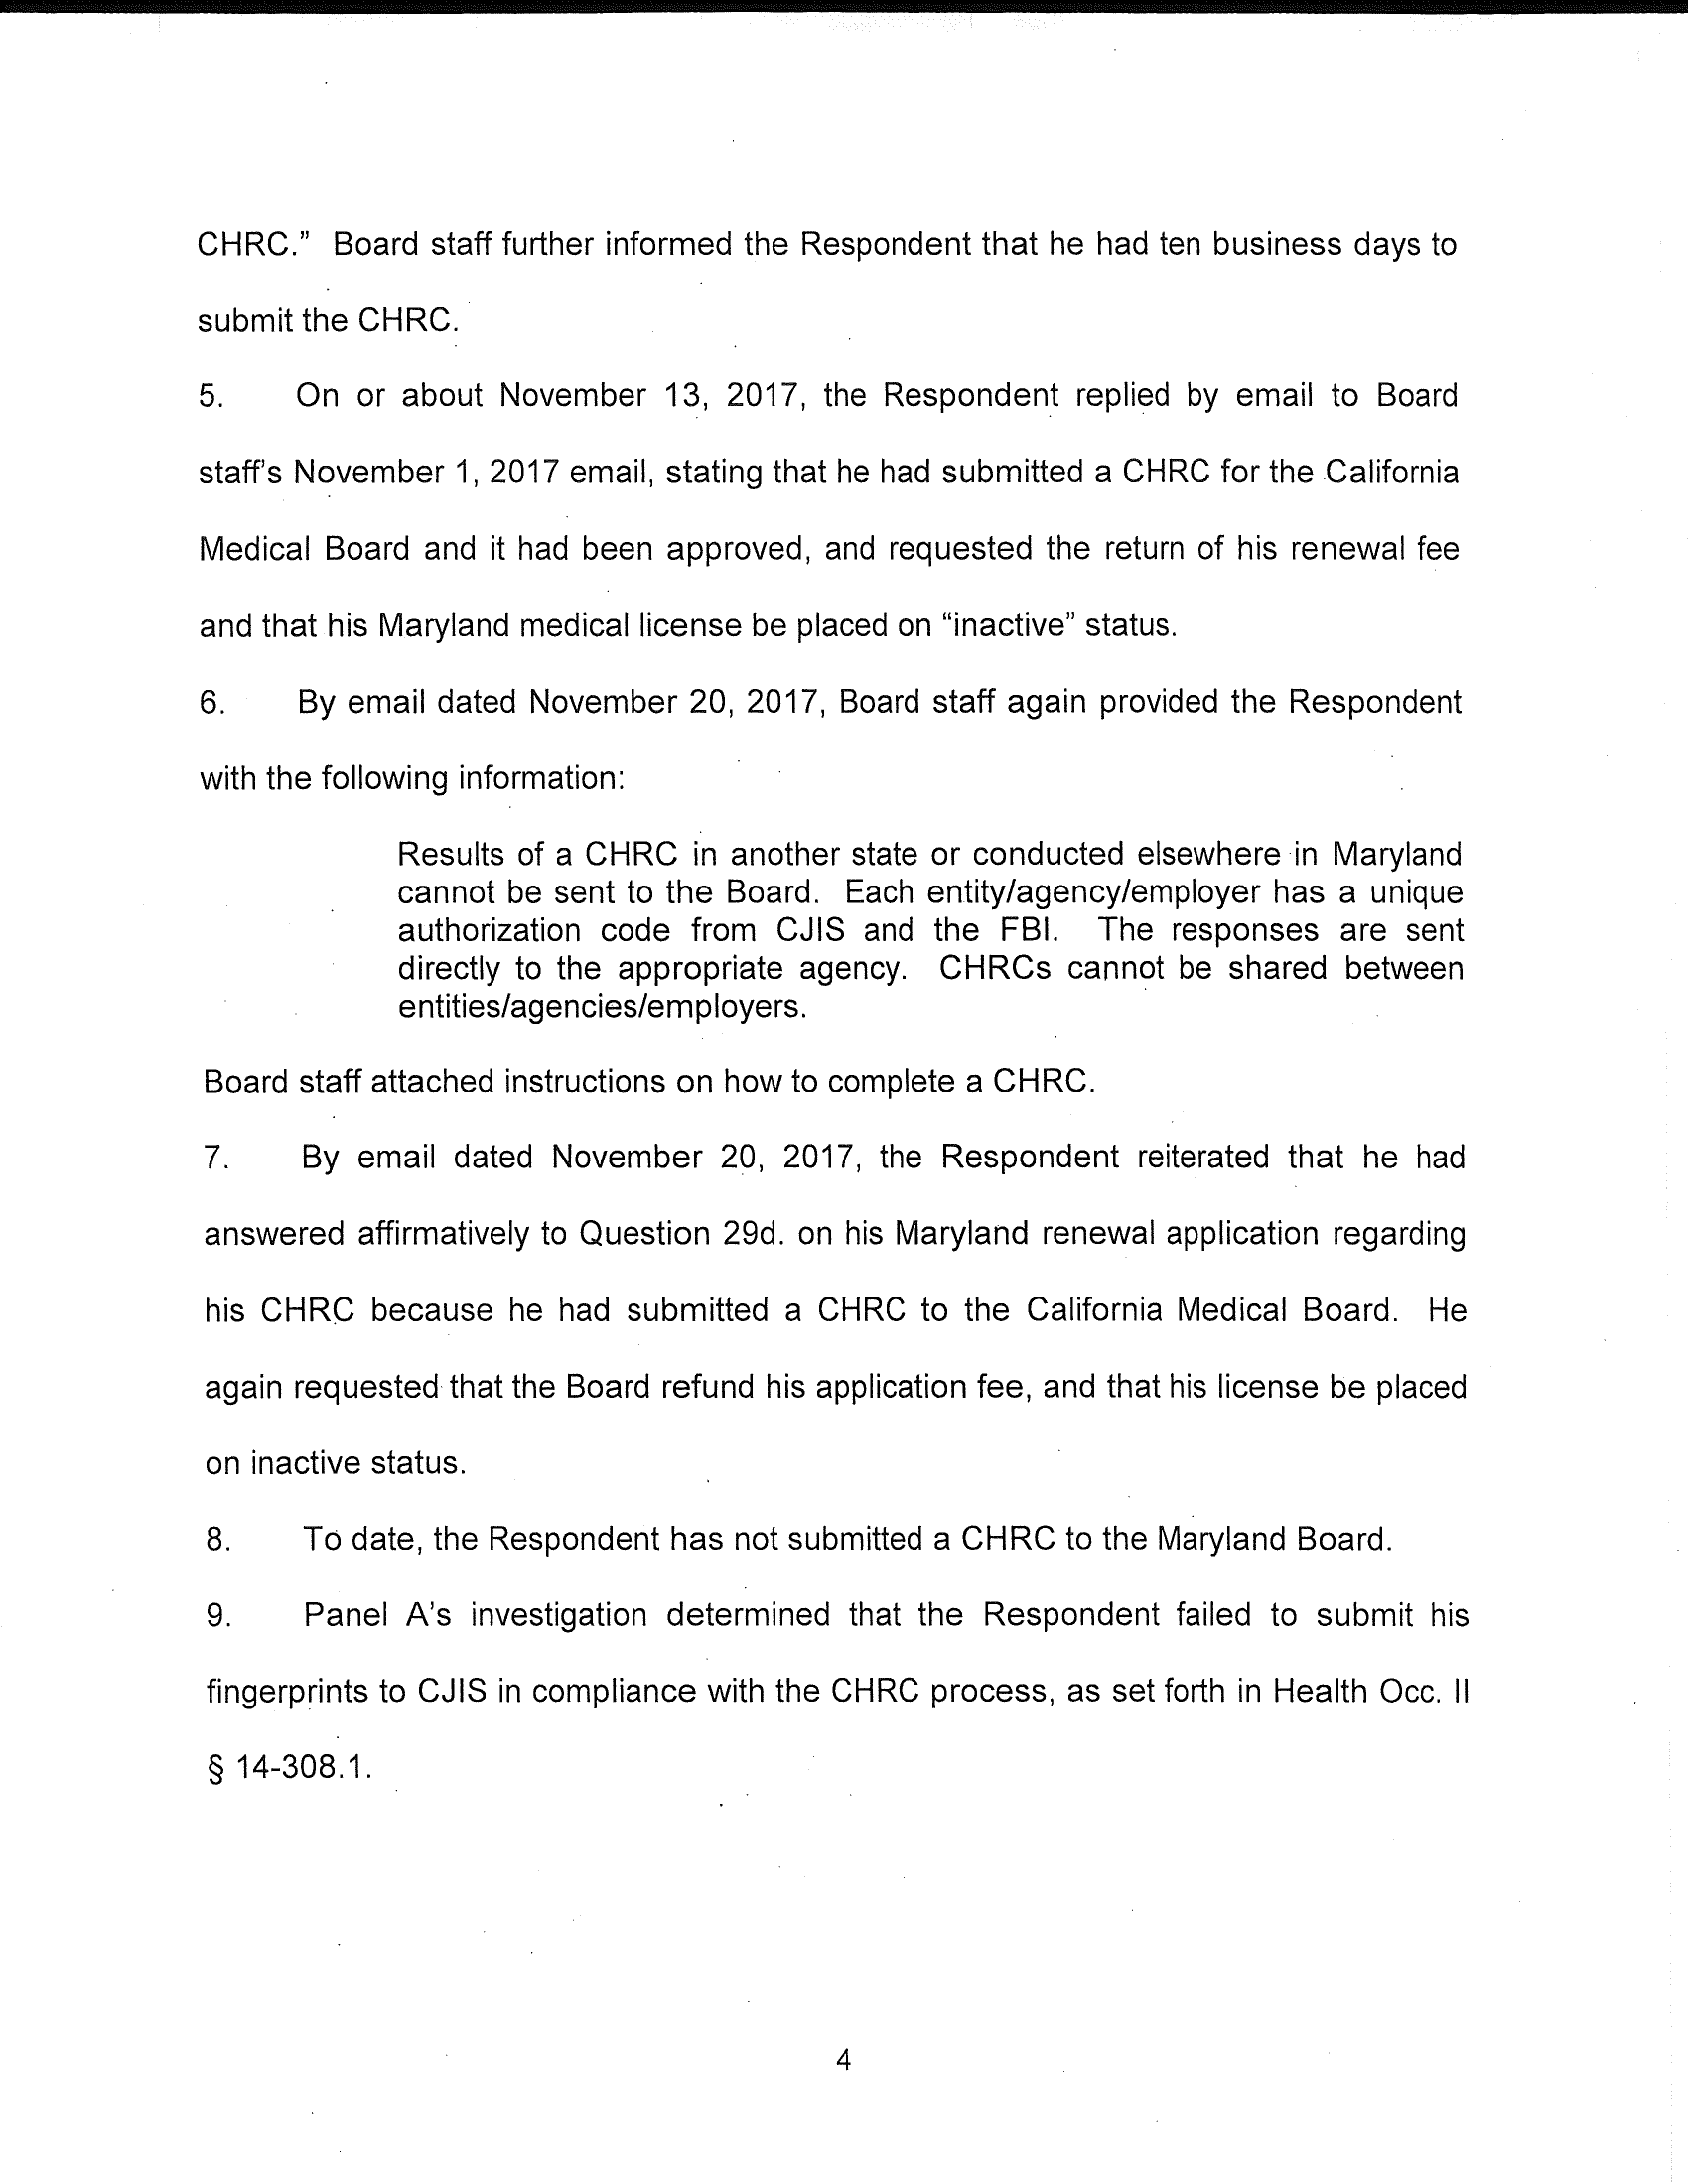 CHRC." Board staff further informed the Respondent that he had ten business days to
submit the CHRC.
5. On or about November 13, 2017, the Respondent replied by email to Board
staff's November 1, 2017 email, stating that he had submitted a CHRC for the California
Medical Board and it had been approved, and requested the return of his renewal fee
and that his Maryland medical license be placed on "inactive" status.
6. By email dated November 20, 2017, Board staff again provided the Respondent
with the following information:
Results of a CHRC in another state or conducted elsewhere in Maryland
cannot be sent to the Board. Each entity/agency/employer has a unique
authorization code from CJIS and the FBI. The responses are sent
directly to the appropriate agency. CHRCs cannot be shared between
entities/agencies/employers.
Board staff attached instructions on how to complete a CHRC.
7. By email dated November 20, 2017, the Respondent reiterated that he had
answered affirmatively to Question 29d. on his Maryland renewal application regarding
his CHRC because he had submitted a CHRC to the California Medical Board. He
again requested that the Board refund his application fee, and that his license be placed
on inactive status.
8. To date, the Respondent has not submitted a CHRC to the Maryland Board.
9. Panel A's investigation determined that the Respondent failed to submit his
fingerprints to CJIS in compliance with the CHRC process, as set forth in Health Occ. II
§ 14-308.1.
4